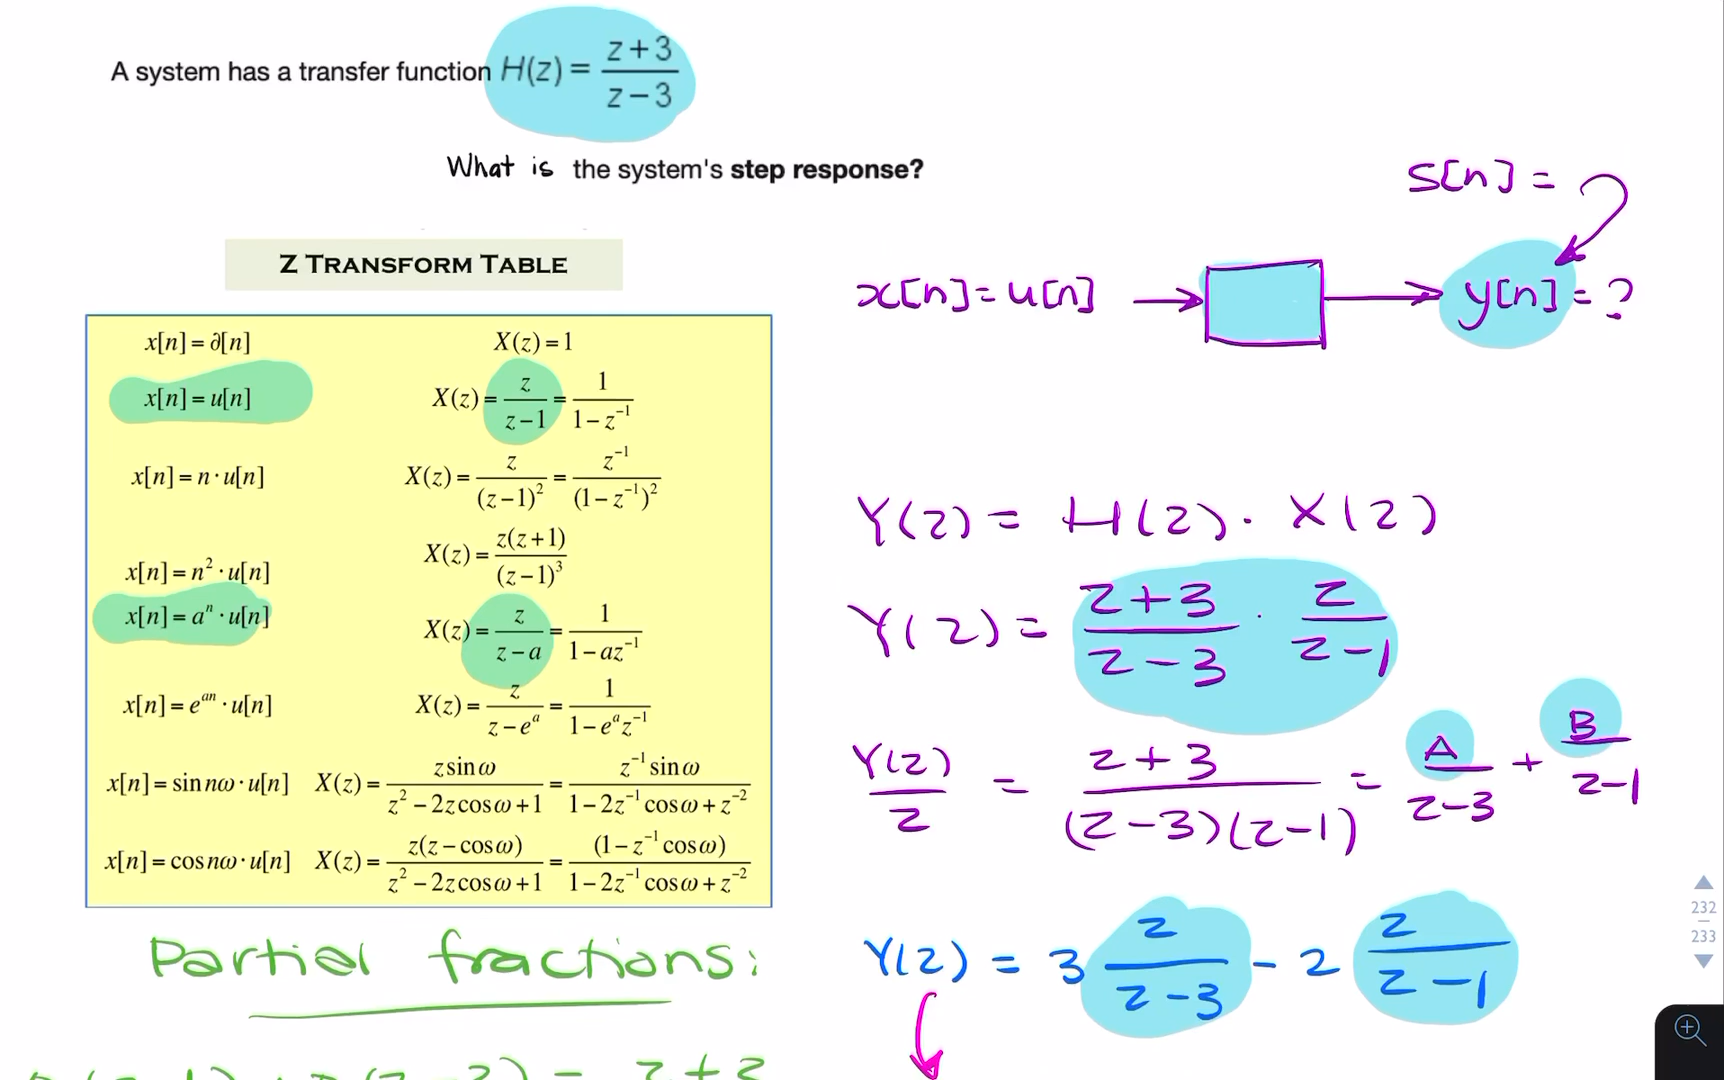 A system has a transfer function H(z) = (z+3)/(z−3)
What is the system's step response?
s[n] =
x[n] = u[n] → → y[n] = ?
Z TRANSFORM TABLE
x[n] = ∂[n] X(z) = 1
x[n] = u[n] X(z) = z/(z−1) = 1/(1−z⁻¹)
x[n] = n·u[n] X(z) = z/(z−1)² = z⁻¹/(1−z⁻¹)²
x[n] = n²·u[n] X(z) = z(z+1)/(z−1)³
x[n] = aⁿ·u[n] X(z) = z/(z−a) = 1/(1−az⁻¹)
x[n] = eᵃⁿ·u[n] X(z) = z/(z−eᵃ) = 1/(1−eᵃz⁻¹)
x[n] = sin nω·u[n] X(z) = z sin ω/(z²−2z cos ω+1) = z⁻¹ sin ω/(1−2z⁻¹ cos ω+z⁻²)
x[n] = cos nω·u[n] X(z) = z(z−cos ω)/(z²−2z cos ω+1) = (1−z⁻¹ cos ω)/(1−2z⁻¹ cos ω+z⁻²)
Y(z) = H(z) · X(z)
Y(z) = (z+3)/(z−3) · z/(z−1)
Y(z)/z = (z+3)/((z−3)(z−1)) = A/(z−3) + B/(z−1)
Y(z) = 3 z/(z−3) − 2 z/(z−1)
Partial fractions:
= z+3
232
233